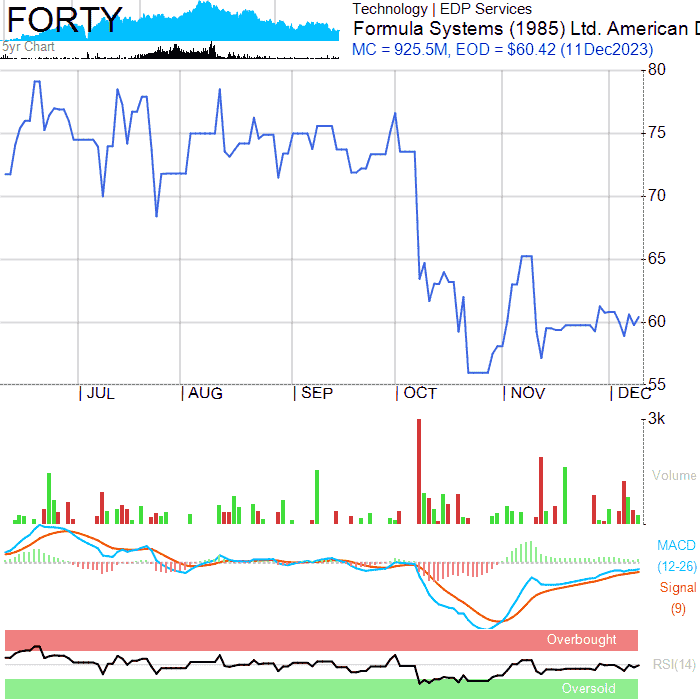 FORTY
5yr Chart
Technology | EDP Services
Formula Systems (1985) Ltd. American D
MC = 925.5M, EOD = $60.42 (11Dec2023)
80
75
70
65
60
55
JUL AUG SEP OCT NOV DEC
3k
Volume
MACD
(12-26)
Signal
(9)
Overbought
RSI(14)
Oversold